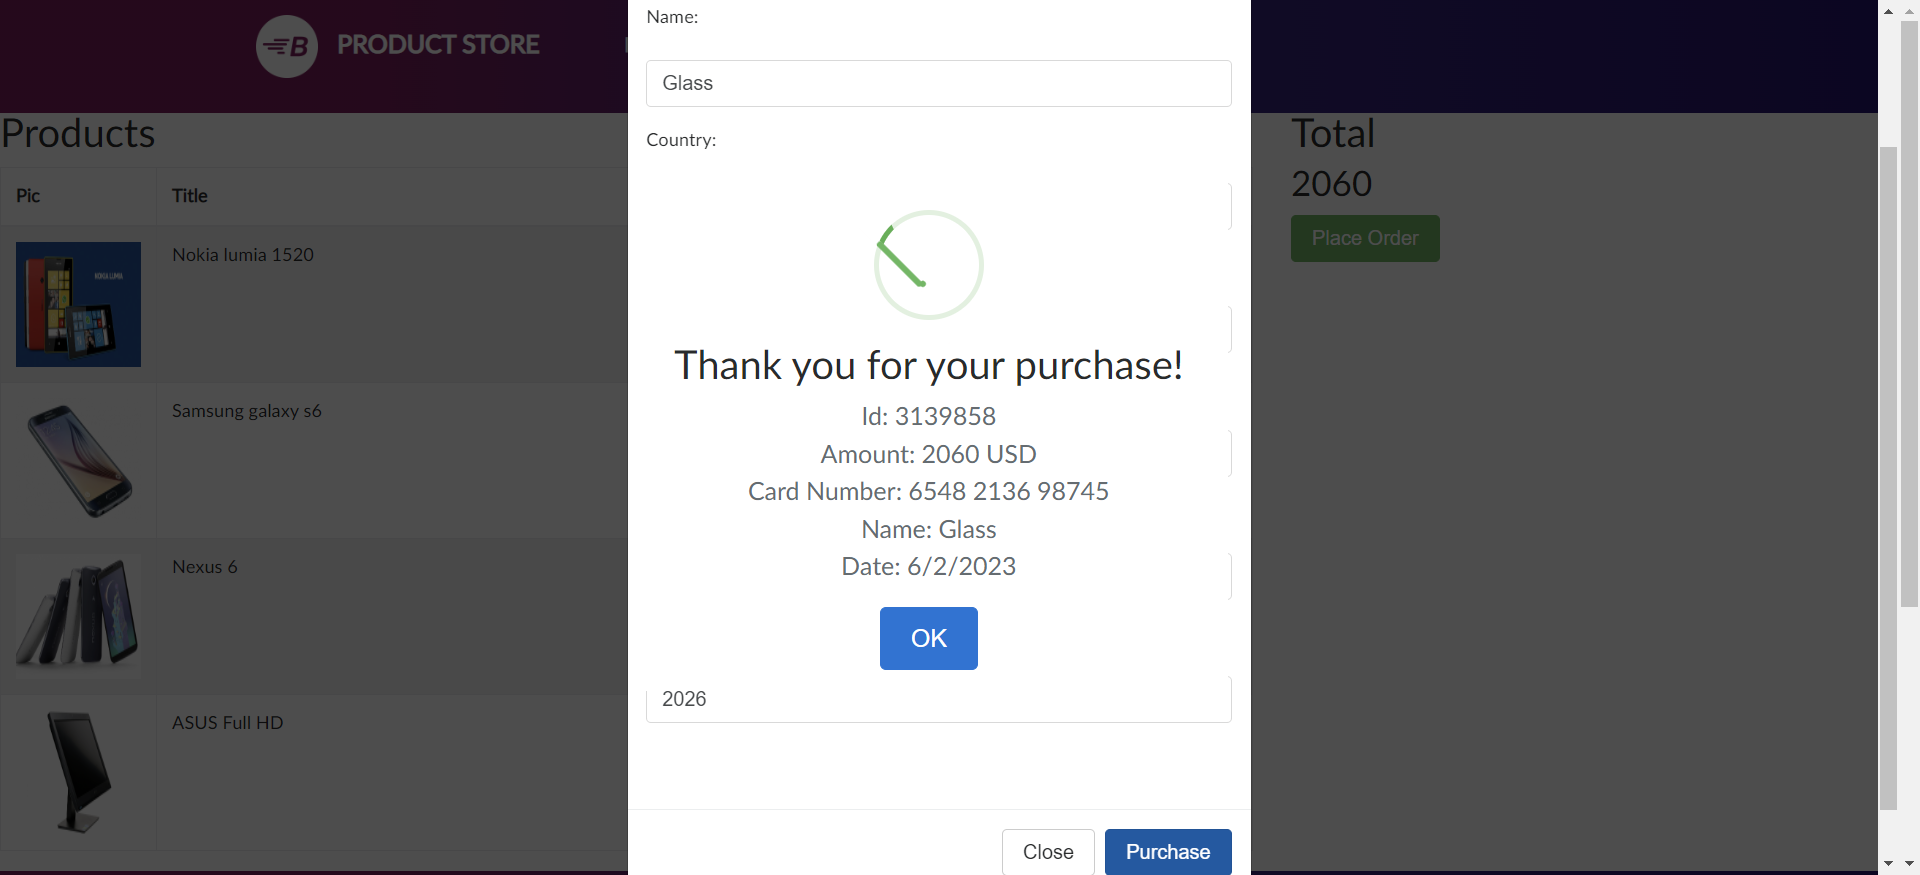 B PRODUCT STORE
Products
Pic Title
Nokia lumia 1520
NOKIA LUMIA
Samsung galaxy s6
Nexus 6
ASUS Full HD
Name:
Glass
Country:
Thank you for your purchase!
Id: 3139858
Amount: 2060 USD
Card Number: 6548 2136 98745
Name: Glass
Date: 6/2/2023
OK
2026
Close Purchase
Total
2060
Place Order